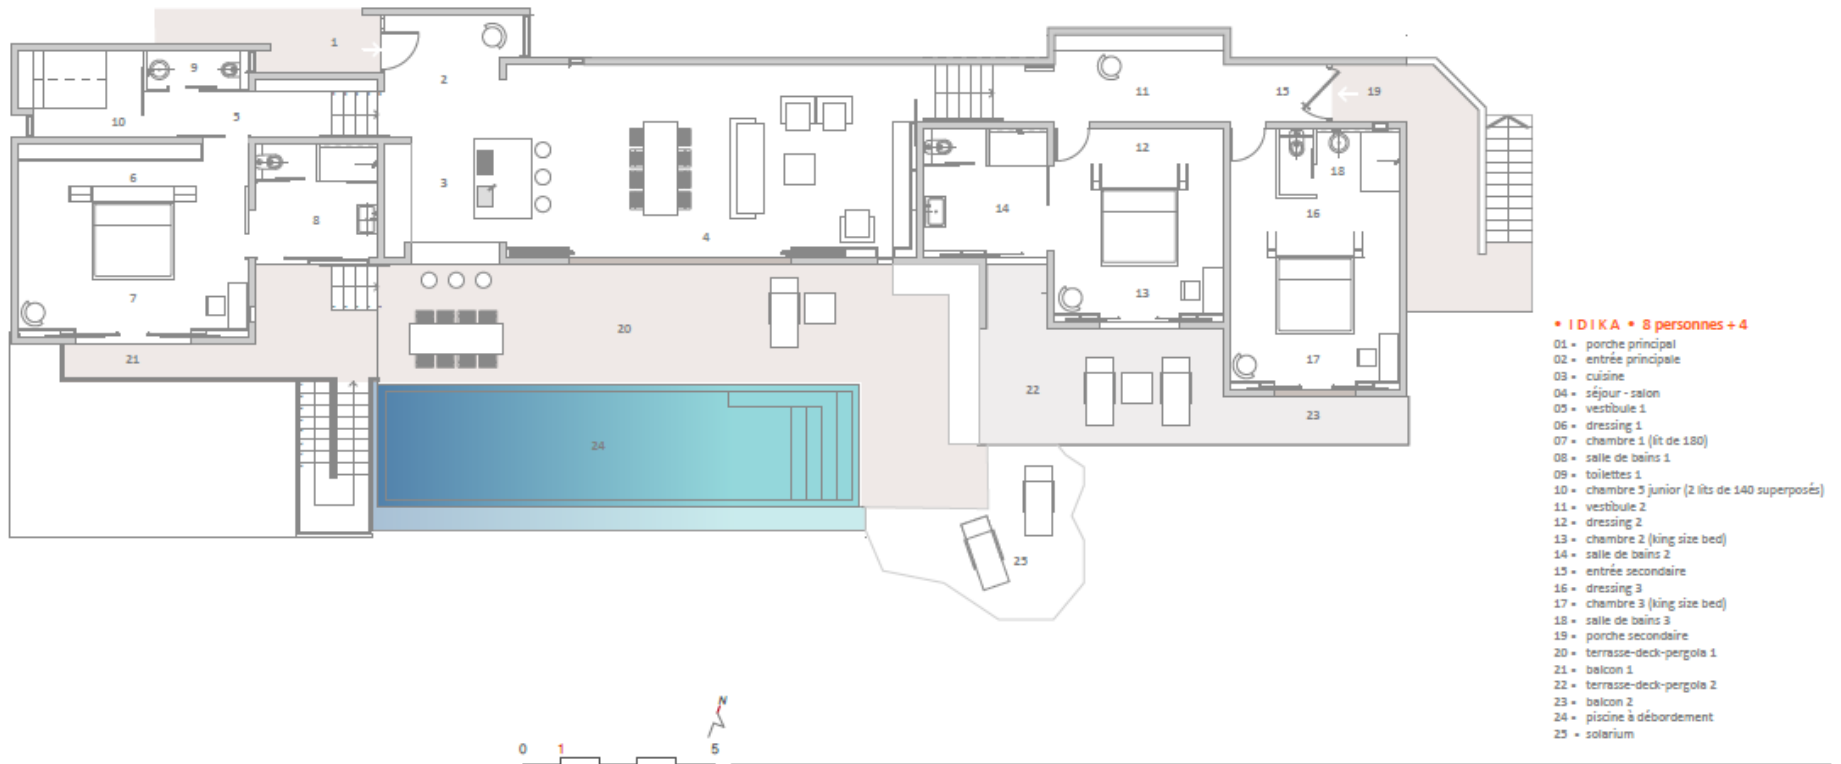 1
2
9
10
5
11
15
19
12
6
3
8
14
18
16
4
7
13
20
21
17
22
23
24
25
• I D I K A • 8 personnes + 4
01 • porche principal
02 • entrée principale
03 • cuisine
04 • séjour - salon
05 • vestibule 1
06 • dressing 1
07 • chambre 1 (lit de 180)
08 • salle de bains 1
09 • toilettes 1
10 • chambre 5 junior (2 lits de 140 superposés)
11 • vestibule 2
12 • dressing 2
13 • chambre 2 (king size bed)
14 • salle de bains 2
15 • entrée secondaire
16 • dressing 3
17 • chambre 3 (king size bed)
18 • salle de bains 3
19 • porche secondaire
20 • terrasse-deck-pergola 1
21 • balcon 1
22 • terrasse-deck-pergola 2
23 • balcon 2
24 • piscine à débordement
25 • solarium
N
0 1 5